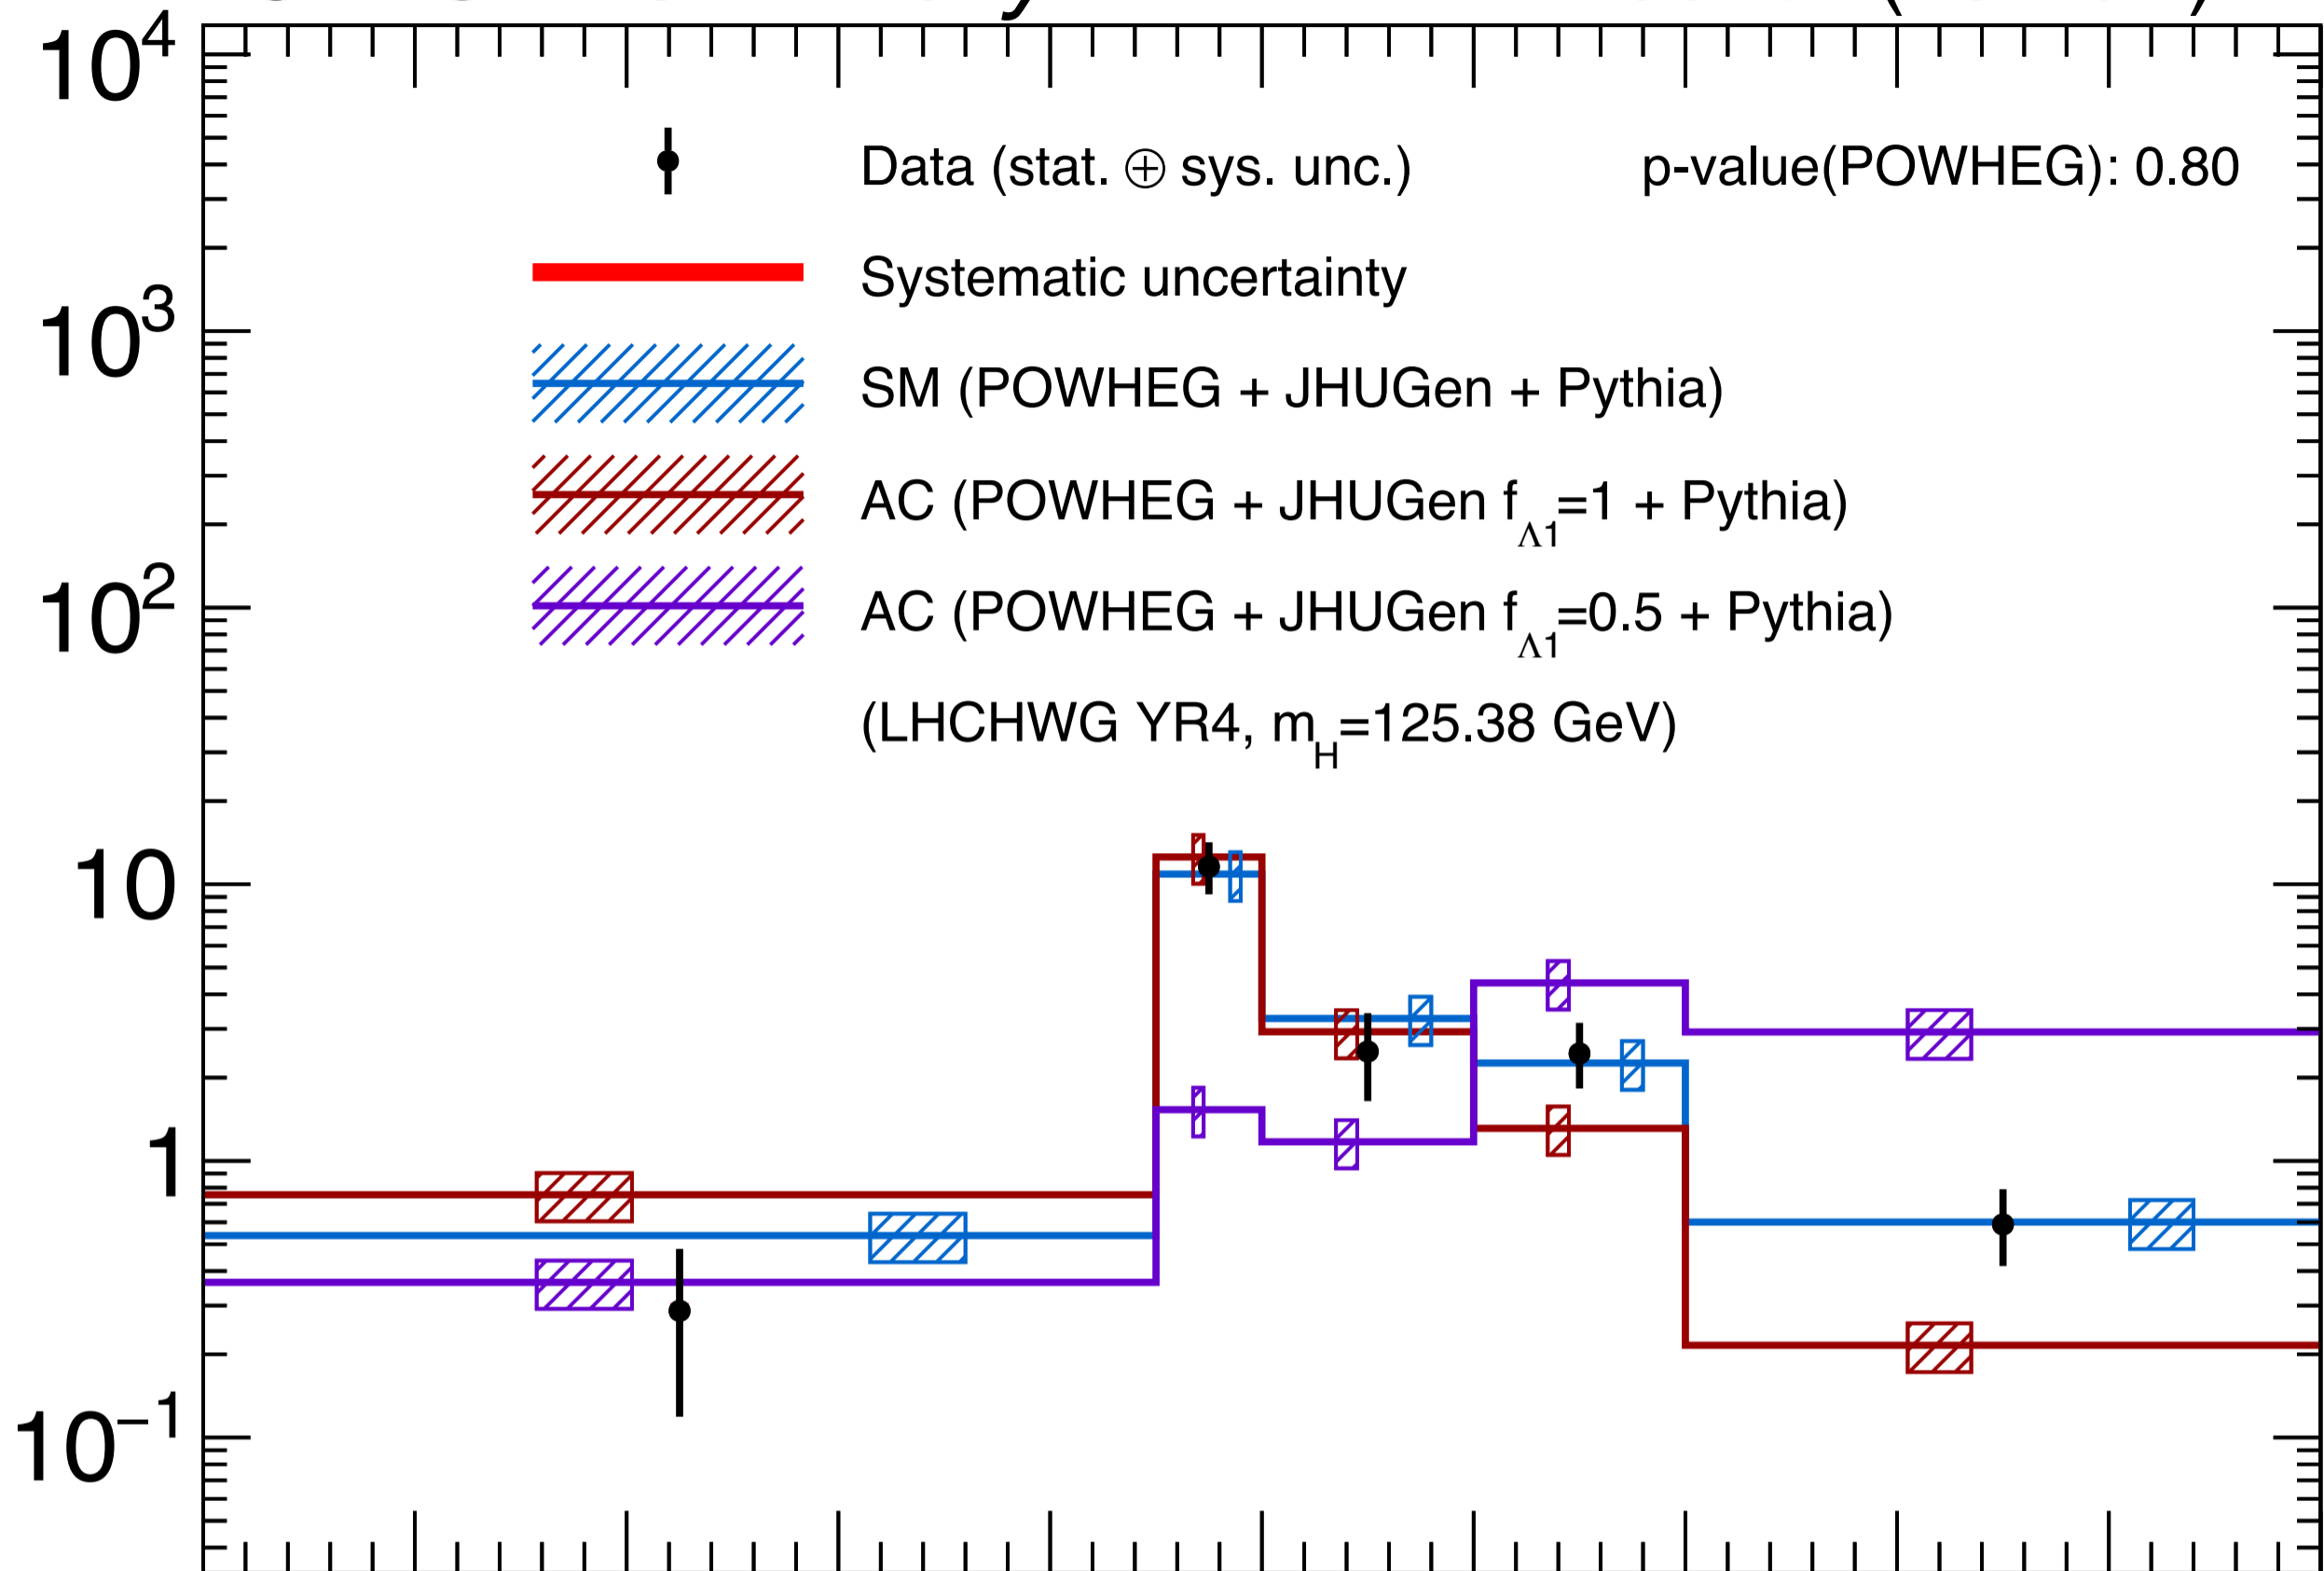 10^4
Data (stat. ⊕ sys. unc.) p-value(POWHEG): 0.80
Systematic uncertainty
10^3
SM (POWHEG + JHUGen + Pythia)
AC (POWHEG + JHUGen f_Λ1=1 + Pythia)
10^2
AC (POWHEG + JHUGen f_Λ1=0.5 + Pythia)
(LHCHWG YR4, m_H=125.38 GeV)
10
1
10^−1